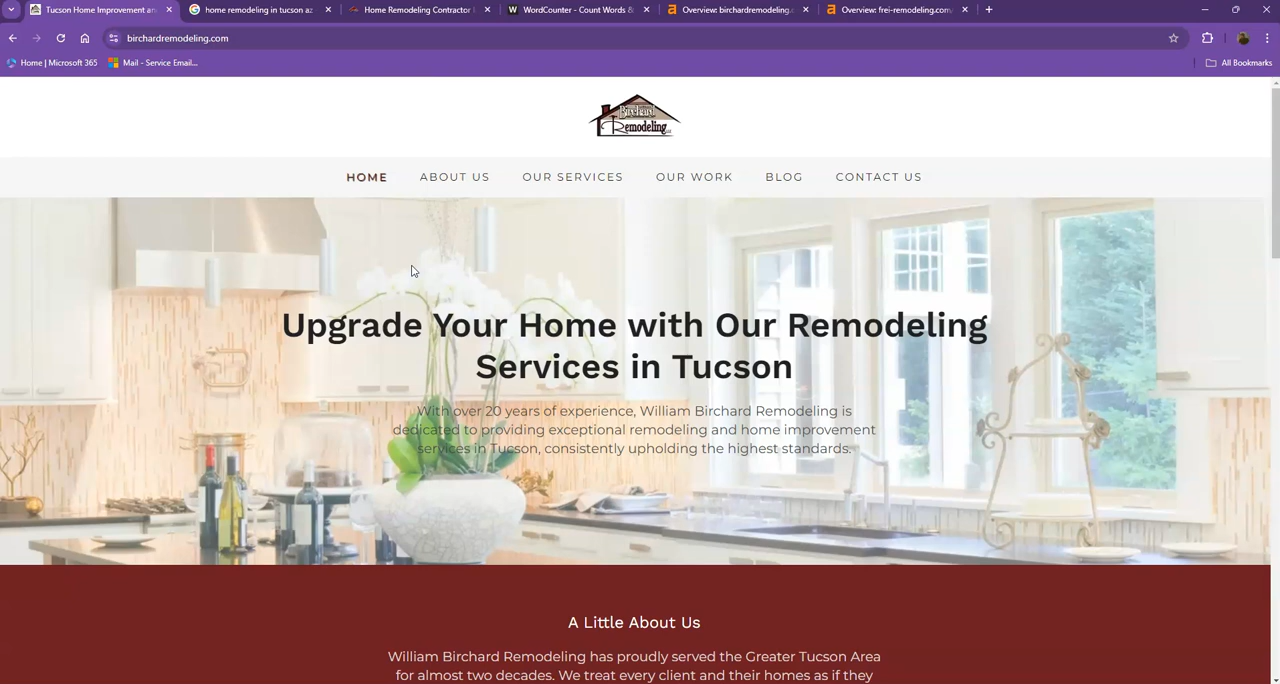 Tucson Home Improvement an
home remodeling in tucson az
Home Remodeling Contractor
WordCounter - Count Words &
Overview: birchardremodeling.c
Overview: frei-remodeling.com/
birchardremodeling.com
Home | Microsoft 365
Mail - Service Email...
All Bookmarks
Birchard
Remodeling
HOME
ABOUT US
OUR SERVICES
OUR WORK
BLOG
CONTACT US
Upgrade Your Home with Our Remodeling
Services in Tucson
With over 20 years of experience, William Birchard Remodeling is
dedicated to providing exceptional remodeling and home improvement
services in Tucson, consistently upholding the highest standards.
A Little About Us
William Birchard Remodeling has proudly served the Greater Tucson Area
for almost two decades. We treat every client and their homes as if they